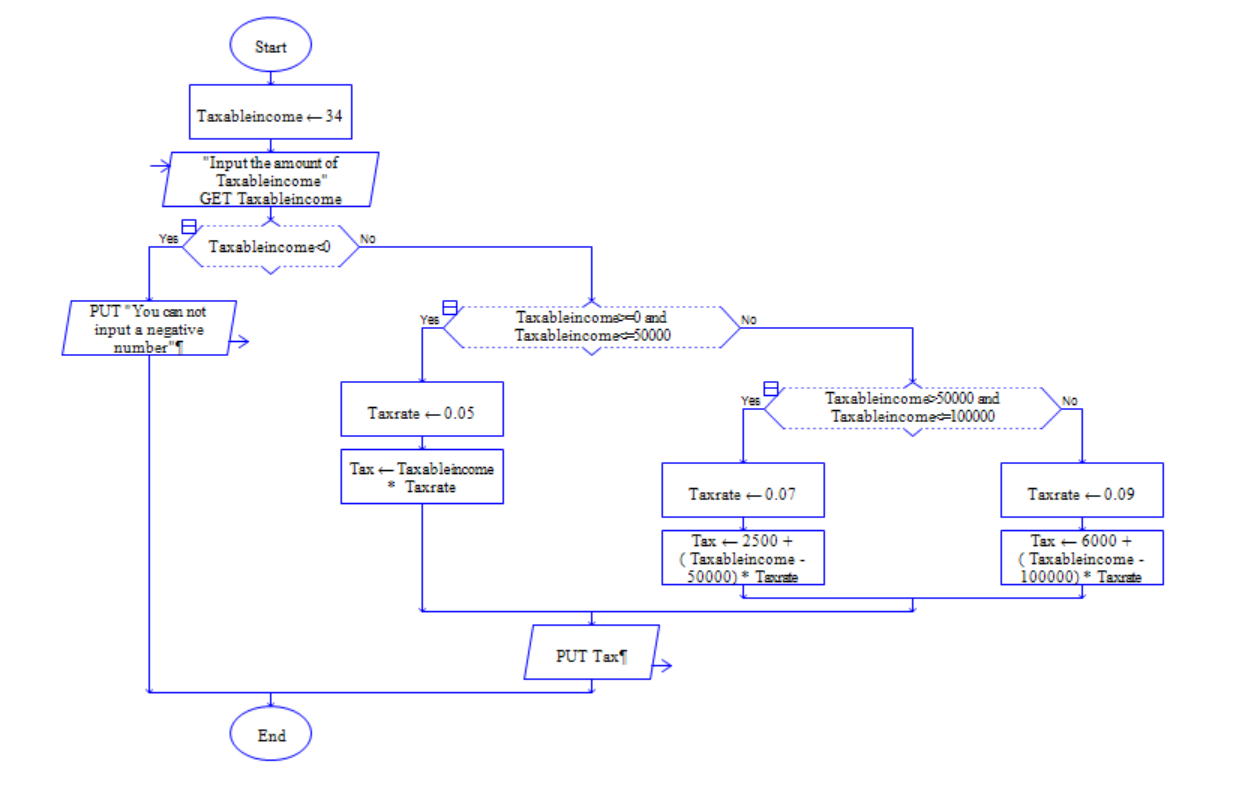 Start
Taxableincome ← 34
"Input the amount of
Taxableincome"
GET Taxableincome
Yes
Taxableincome<0
No
PUT "You can not
input a negative
number"¶
Yes
Taxableincome>=0 and
Taxableincome<=50000
No
Taxrate ← 0.05
Tax ← Taxableincome
* Taxrate
Yes
Taxableincome>50000 and
Taxableincome<=100000
No
Taxrate ← 0.07
Tax ← 2500 +
( Taxableincome -
50000) * Taxrate
Taxrate ← 0.09
Tax ← 6000 +
( Taxableincome -
100000) * Taxrate
PUT Tax¶
End